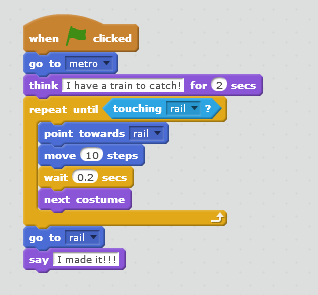 when clicked
go to metro
think I have a train to catch! for 2 secs
repeat until touching rail ?
point towards rail
move 10 steps
wait 0.2 secs
next costume
go to rail
say I made it!!!